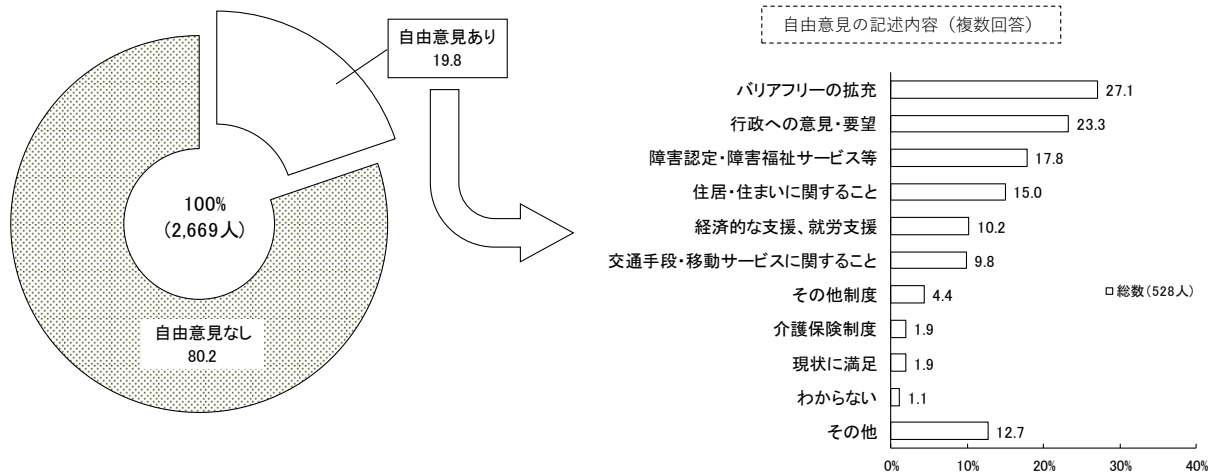 自由意見あり
19.8
100%
(2,669人)
自由意見なし
80.2
自由意見の記述内容（複数回答）
バリアフリーの拡充 27.1
行政への意見・要望 23.3
障害認定・障害福祉サービス等 17.8
住居・住まいに関すること 15.0
経済的な支援、就労支援 10.2
交通手段・移動サービスに関すること 9.8
その他制度 4.4
介護保険制度 1.9
現状に満足 1.9
わからない 1.1
その他 12.7
総数(528人)
0% 10% 20% 30% 40%